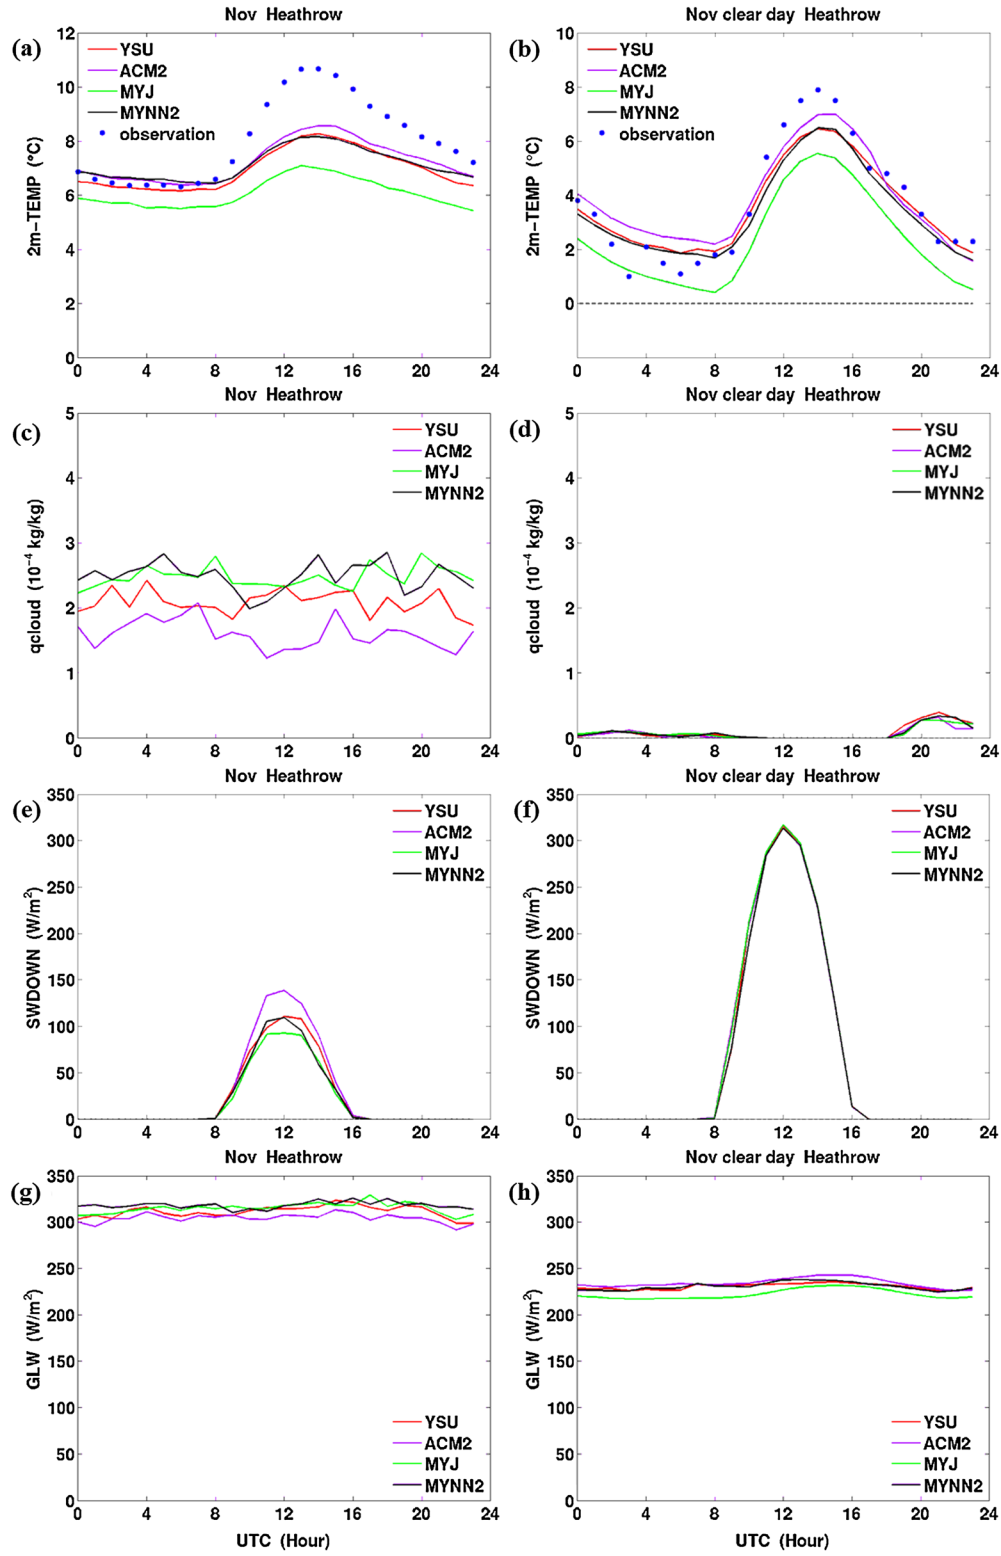 Nov Heathrow
(a)
YSU
ACM2
MYJ
MYNN2
observation
2m-TEMP (°C)
12
10
8
6
4
2
0
0 4 8 12 16 20 24
Nov clear day Heathrow
(b)
YSU
ACM2
MYJ
MYNN2
observation
2m-TEMP (°C)
10
8
6
4
2
0
0 4 8 12 16 20 24
Nov Heathrow
(c)
YSU
ACM2
MYJ
MYNN2
qcloud (10⁻⁴ kg/kg)
5
4
3
2
1
0
0 4 8 12 16 20 24
Nov clear day Heathrow
(d)
YSU
ACM2
MYJ
MYNN2
qcloud (10⁻⁴ kg/kg)
5
4
3
2
1
0
0 4 8 12 16 20 24
Nov Heathrow
(e)
YSU
ACM2
MYJ
MYNN2
SWDOWN (W/m²)
350
300
250
200
150
100
50
0
0 4 8 12 16 20 24
Nov clear day Heathrow
(f)
YSU
ACM2
MYJ
MYNN2
SWDOWN (W/m²)
350
300
250
200
150
100
50
0
0 4 8 12 16 20 24
Nov Heathrow
(g)
YSU
ACM2
MYJ
MYNN2
GLW (W/m²)
350
300
250
200
150
100
50
0
0 4 8 12 16 20 24
UTC (Hour)
Nov clear day Heathrow
(h)
YSU
ACM2
MYJ
MYNN2
GLW (W/m²)
350
300
250
200
150
100
50
0
0 4 8 12 16 20 24
UTC (Hour)